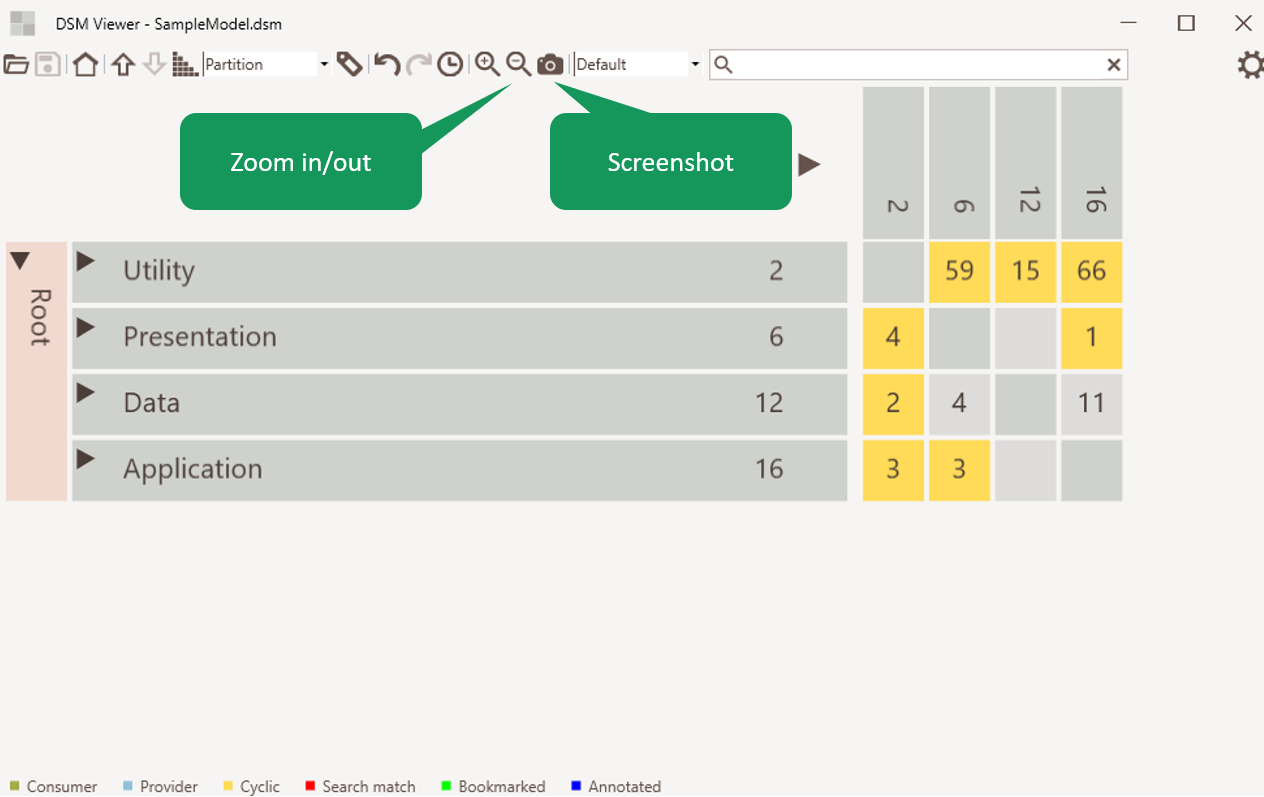 DSM Viewer - SampleModel.dsm
Partition
Default
Zoom in/out
Screenshot
2 6 12 16
Root
Utility 2 59 15 66
Presentation 6 4 1
Data 12 2 4 11
Application 16 3 3
Consumer Provider Cyclic Search match Bookmarked Annotated